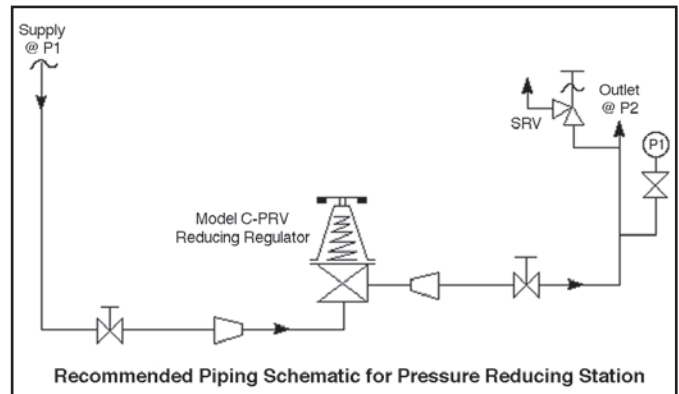 Supply
@ P1
Outlet
@ P2
SRV
P1
Model C-PRV
Reducing Regulator
Recommended Piping Schematic for Pressure Reducing Station